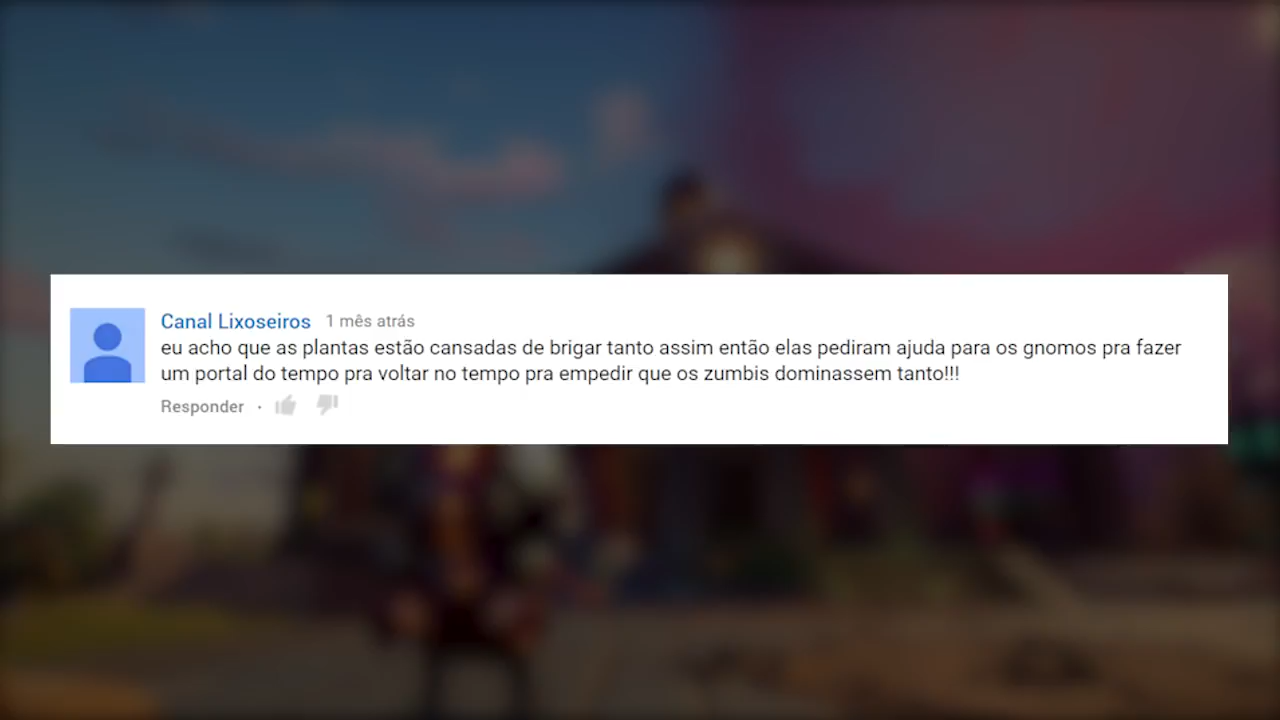 Canal Lixoseiros 1 mês atrás
eu acho que as plantas estão cansadas de brigar tanto assim então elas pediram ajuda para os gnomos pra fazer
um portal do tempo pra voltar no tempo pra empedir que os zumbis dominassem tanto!!!
Responder ·